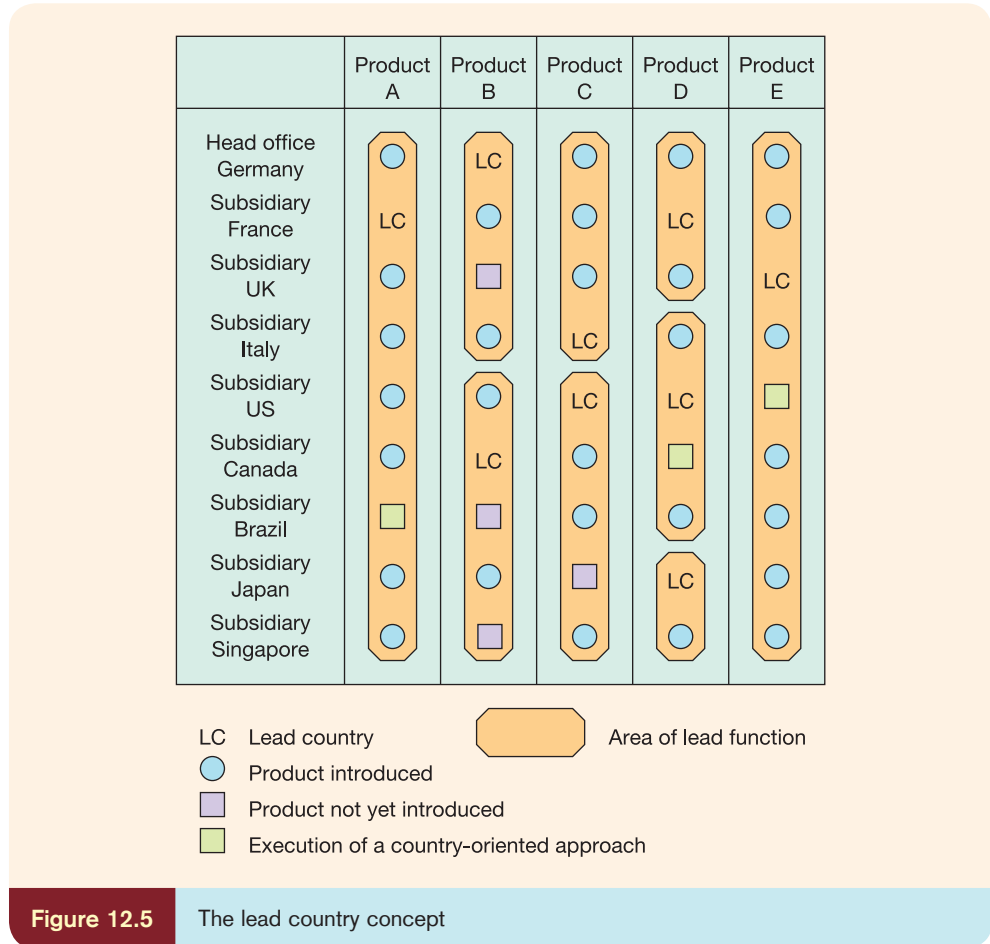 Product Product Product Product Product
A B C D E
Head office
Germany LC
Subsidiary
France LC LC
Subsidiary
UK LC
Subsidiary
Italy LC
Subsidiary
US LC LC
Subsidiary
Canada LC
Subsidiary
Brazil
Subsidiary
Japan LC
Subsidiary
Singapore
LC Lead country Area of lead function
Product introduced
Product not yet introduced
Execution of a country-oriented approach
Figure 12.5 The lead country concept